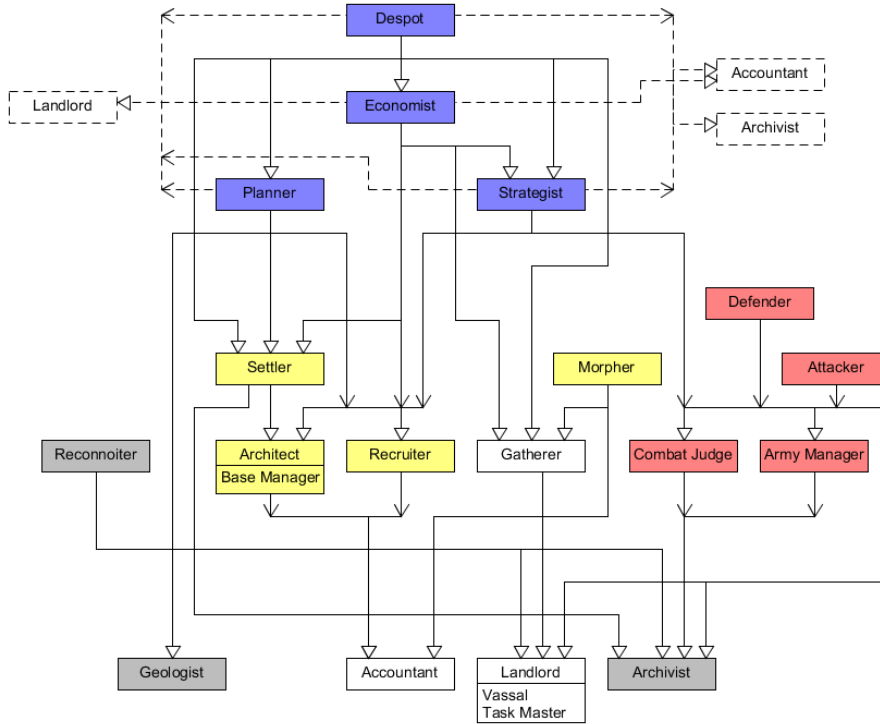 Despot
Accountant
Landlord
Economist
Archivist
Planner
Strategist
Defender
Settler
Morpher
Attacker
Reconnoiter
Architect
Base Manager
Recruiter
Gatherer
Combat Judge
Army Manager
Geologist
Accountant
Landlord
Vassal
Task Master
Archivist